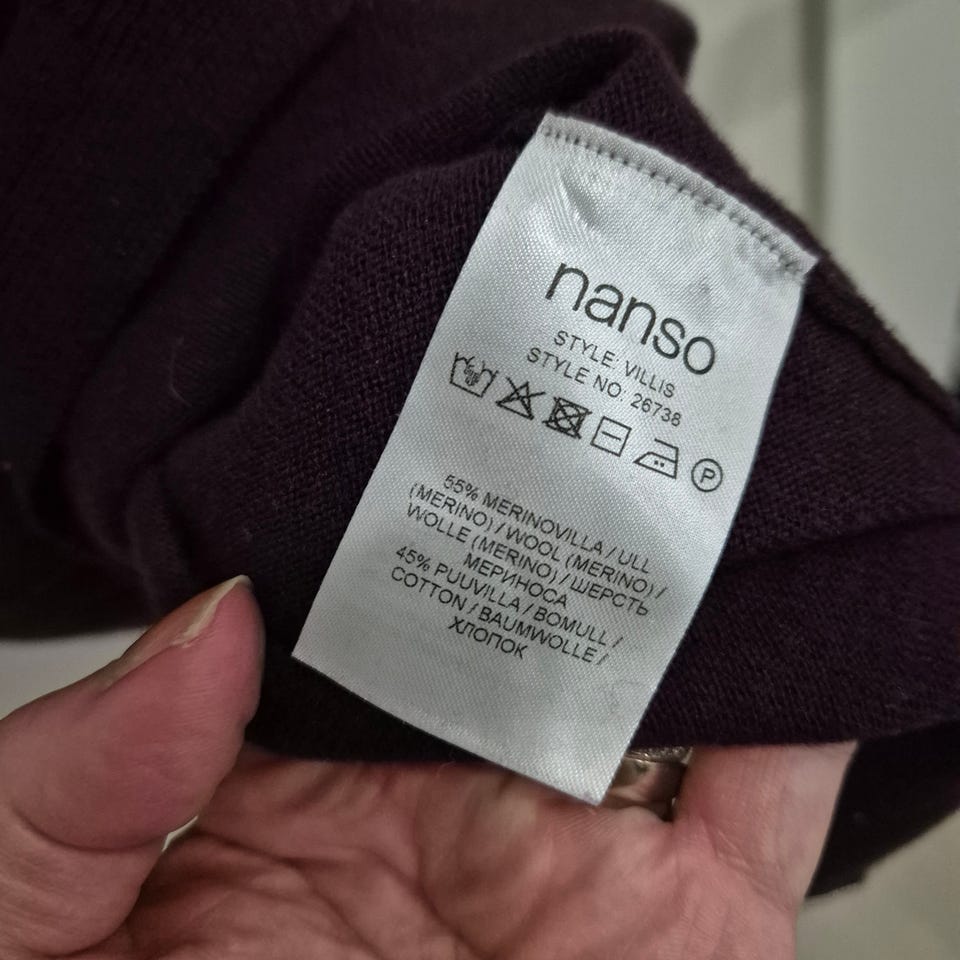 nanso
STYLE: VILLIS
STYLE NO. 26738
P
55% MERINOVILLA / ULL
(MERINO) / WOOL (MERINO) /
WOLLE (MERINO) / ШЕРСТЬ
МЕРИНОСА
45% PUUVILLA / BOMULL /
COTTON / BAUMWOLLE /
ХЛОПОК